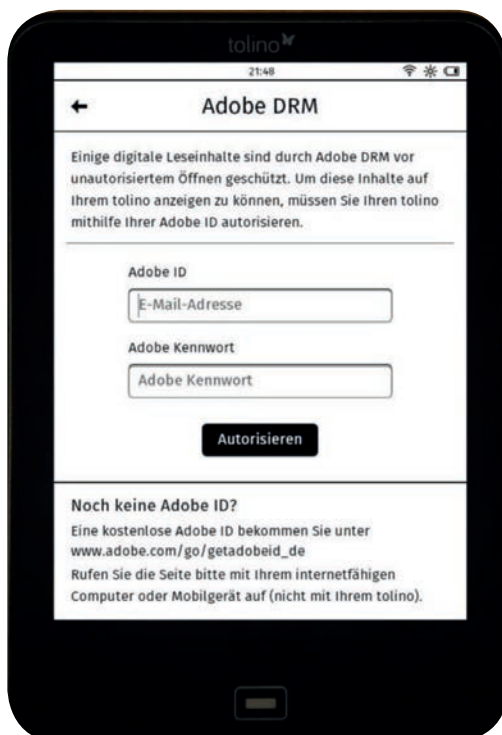 tolino
21:48
Adobe DRM
Einige digitale Leseinhalte sind durch Adobe DRM vor
unautorisiertem Öffnen geschützt. Um diese Inhalte auf
Ihrem tolino anzeigen zu können, müssen Sie Ihren tolino
mithilfe Ihrer Adobe ID autorisieren.
Adobe ID
E-Mail-Adresse
Adobe Kennwort
Adobe Kennwort
Autorisieren
Noch keine Adobe ID?
Eine kostenlose Adobe ID bekommen Sie unter
www.adobe.com/go/getadobeid_de
Rufen Sie die Seite bitte mit Ihrem internetfähigen
Computer oder Mobilgerät auf (nicht mit Ihrem tolino).